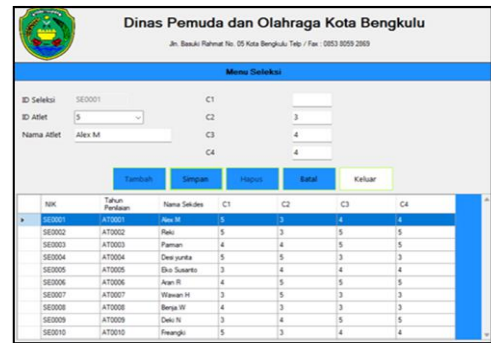 Dinas Pemuda dan Olahraga Kota Bengkulu
Jln. Basuki Rahmat No. 05 Kota Bengkulu Telp / Fax : 0853 8059 2869
Menu Seleksi
ID Seleksi SE0001 C1
ID Atlet 5 C2 3
Nama Atlet Alex M C3 4
C4 4
Tambah Simpan Hapus Batal Keluar
NIK Tahun Penilaian Nama Sekdes C1 C2 C3 C4
SE0001 AT0001 Alex M 5 3 4 4
SE0002 AT0002 Reki 5 3 5 5
SE0003 AT0003 Paman 4 4 5 5
SE0004 AT0004 Desi yunita 5 5 3 3
SE0005 AT0005 Eko Susanto 3 4 4 4
SE0006 AT0006 Aran R 4 5 5 5
SE0007 AT0007 Wawan H 3 5 3 3
SE0008 AT0008 Benja.W 4 3 3 3
SE0009 AT0009 Deki N 3 4 5 5
SE0010 AT0010 Freangki 5 3 4 4